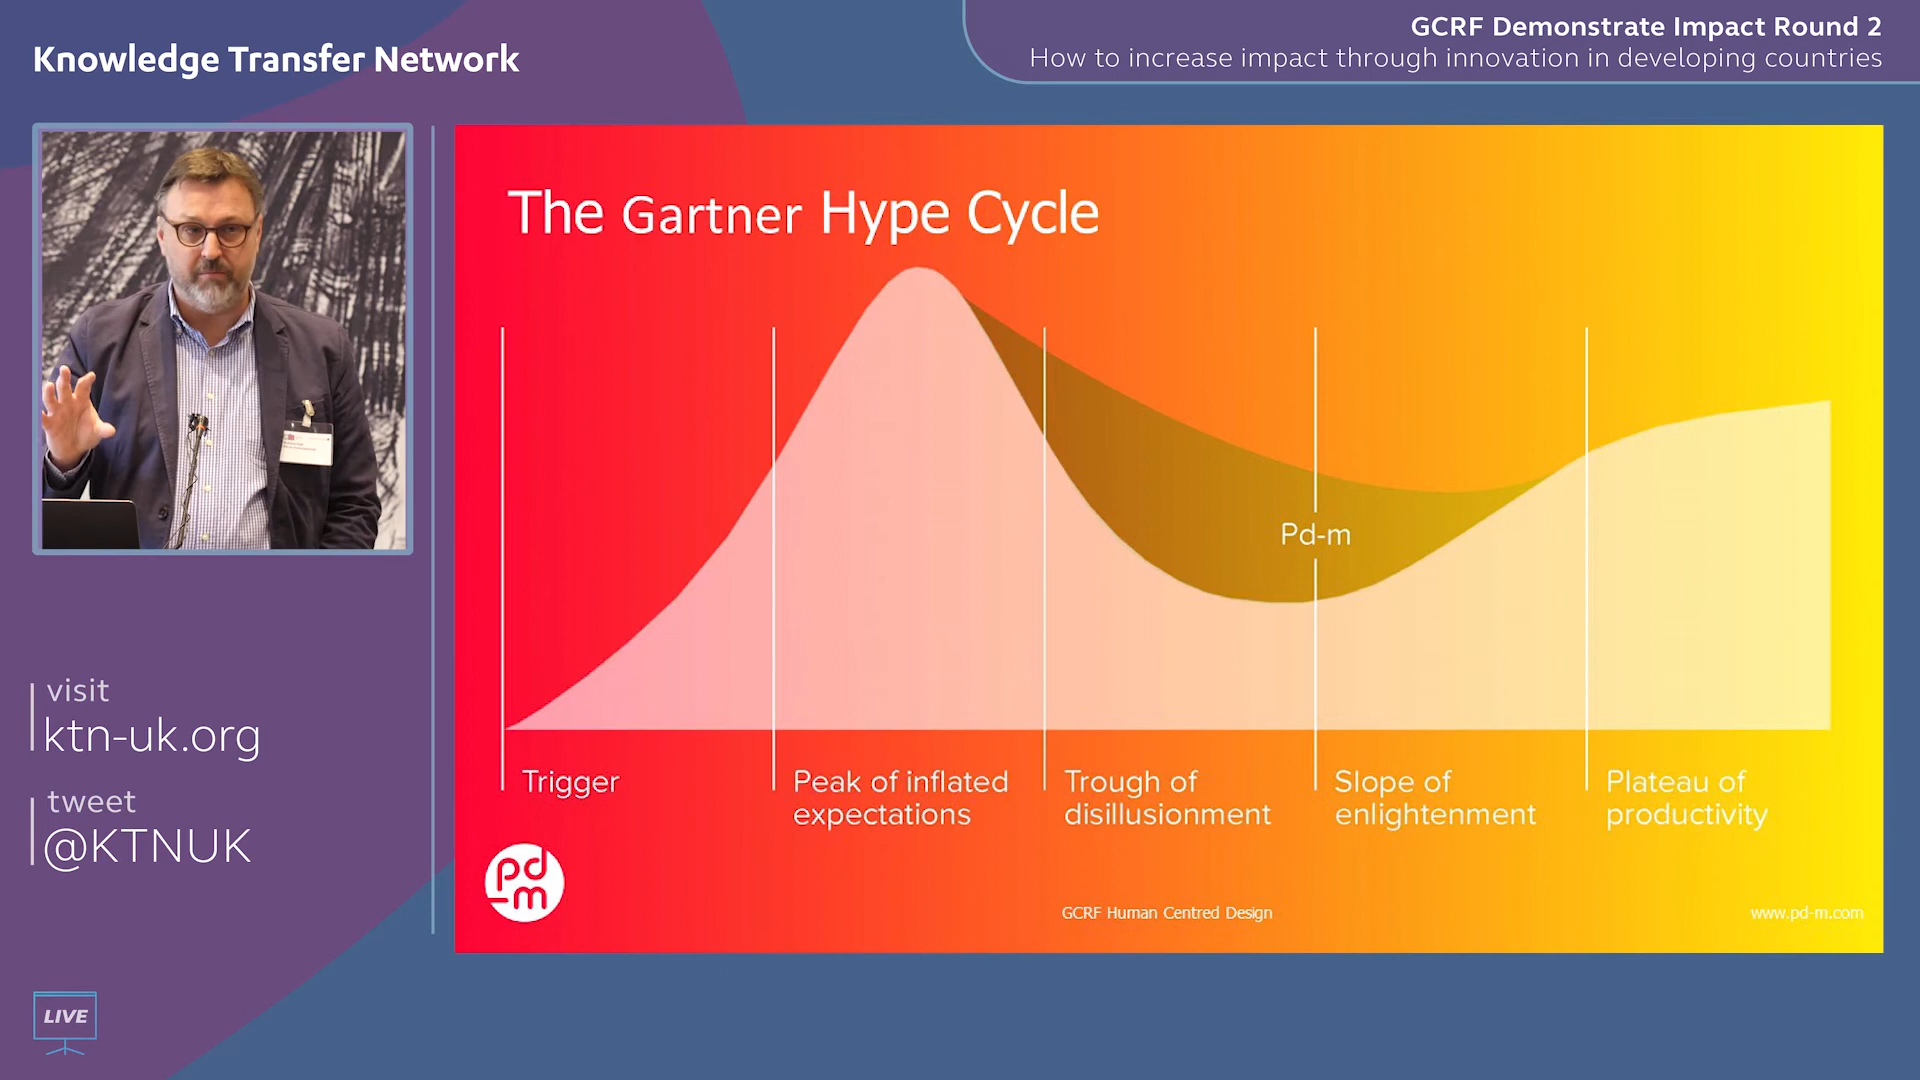 Knowledge Transfer Network
GCRF Demonstrate Impact Round 2
How to increase impact through innovation in developing countries
The Gartner Hype Cycle
Pd-m
Trigger
Peak of inflated
expectations
Trough of
disillusionment
Slope of
enlightenment
Plateau of
productivity
pd
-m
GCRF Human Centred Design
www.pd-m.com
visit
ktn-uk.org
tweet
@KTNUK
LIVE